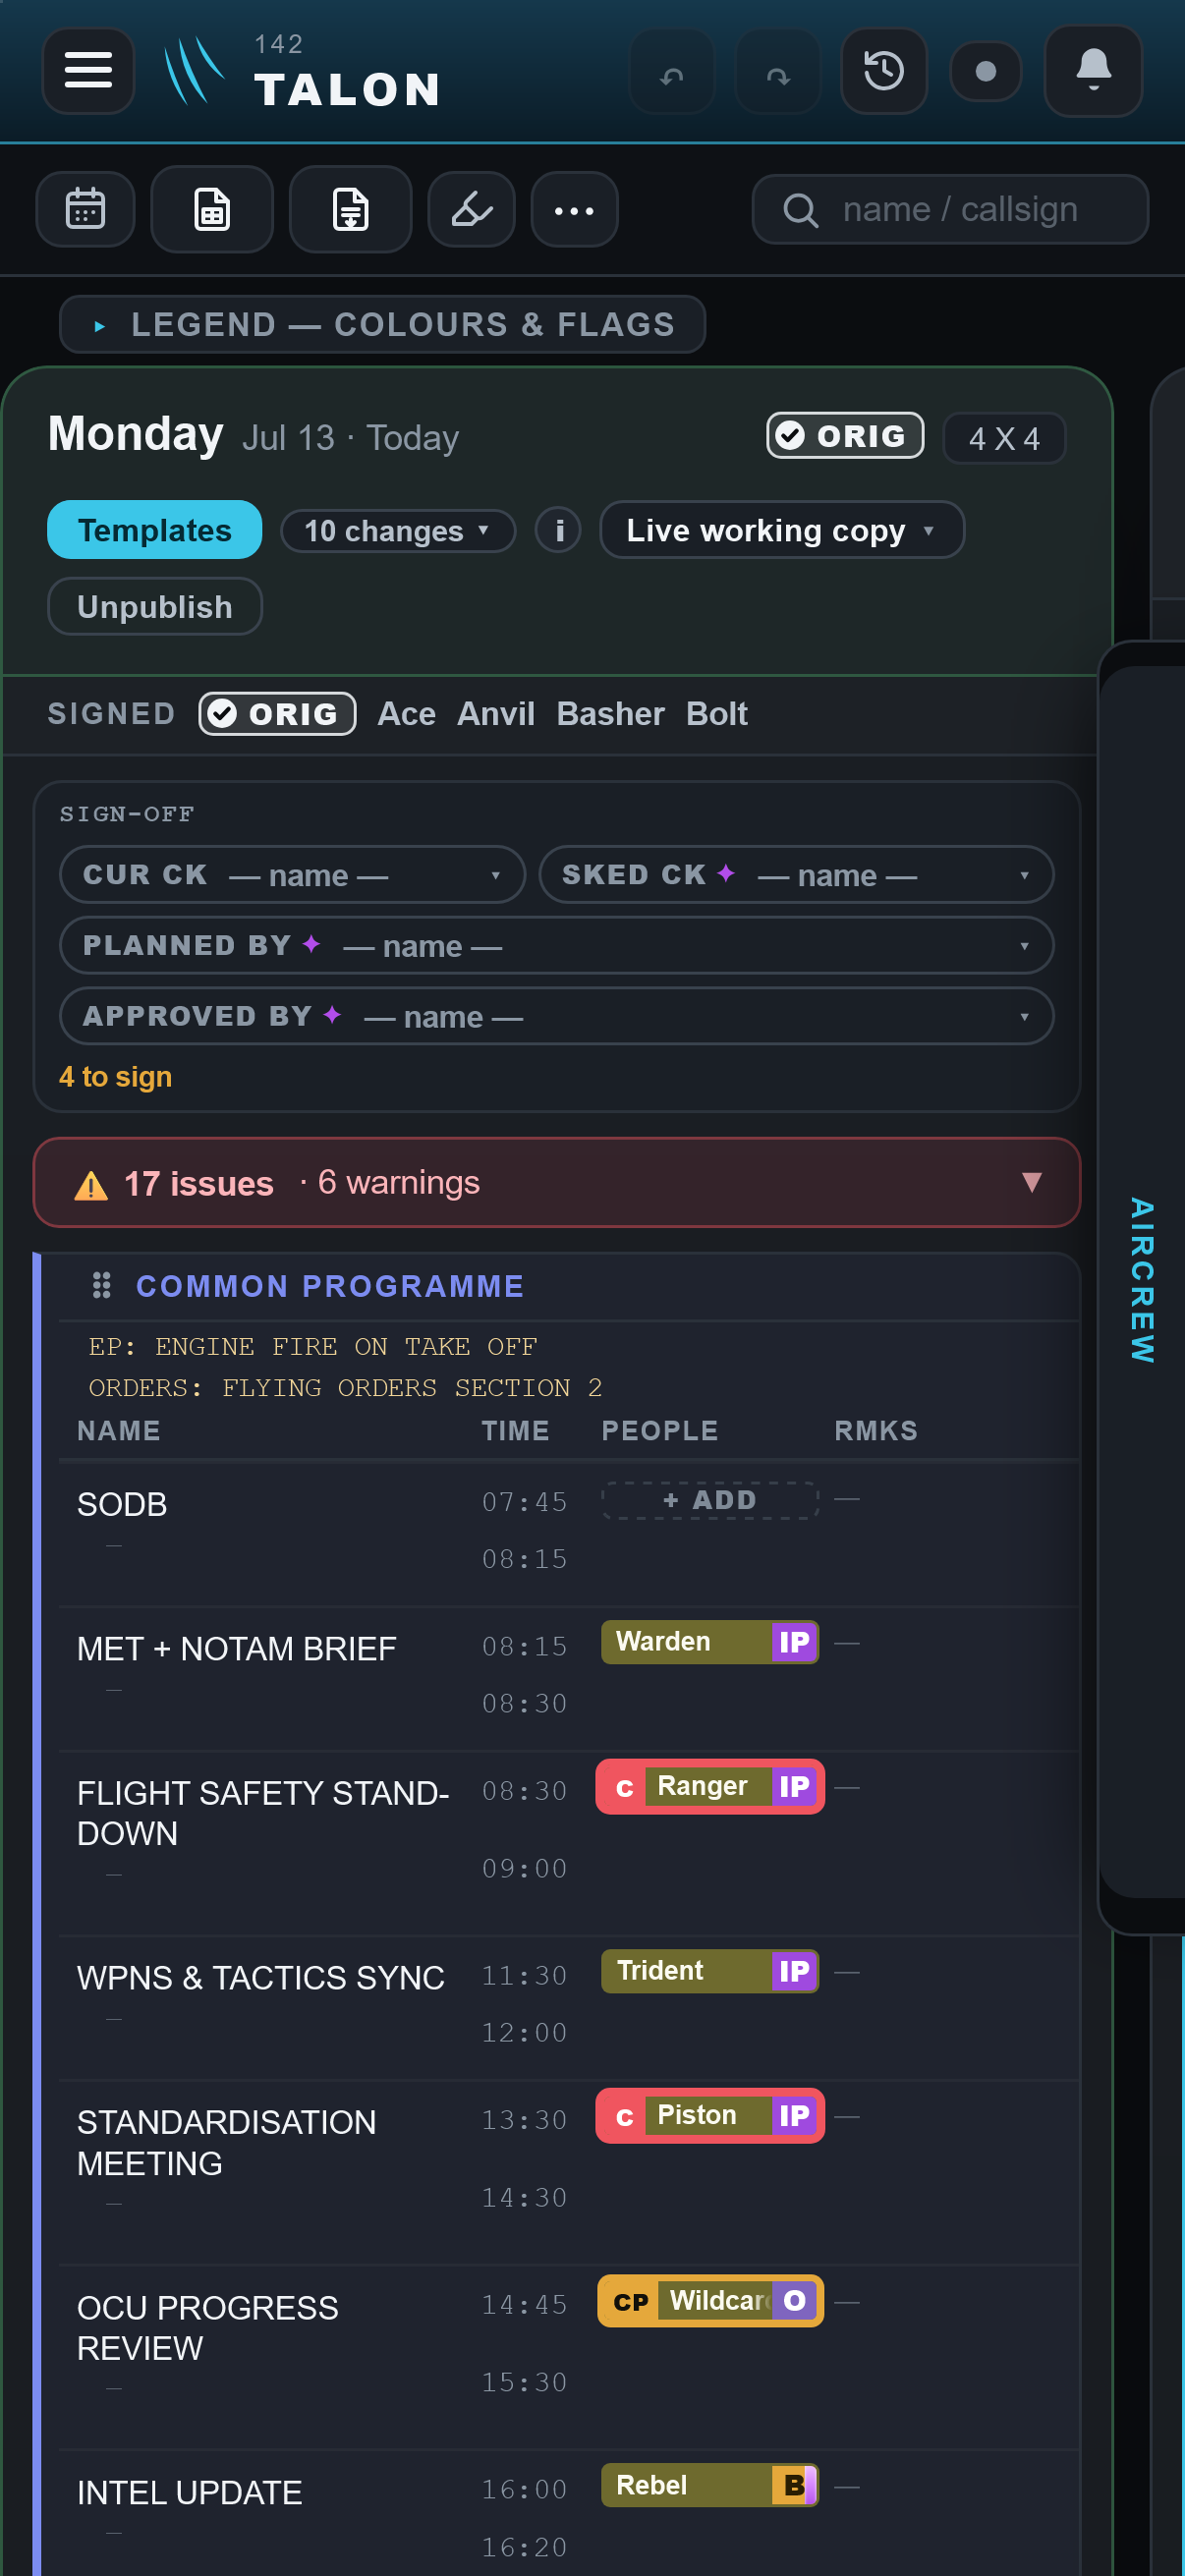 142
TALON
name / callsign
LEGEND — COLOURS & FLAGS
Monday Jul 13 · Today ORIG 4 X 4
Templates 10 changes i Live working copy
Unpublish
SIGNED ORIG Ace Anvil Basher Bolt
SIGN-OFF
CUR CK — name — SKED CK — name —
PLANNED BY — name —
APPROVED BY — name —
4 to sign
17 issues · 6 warnings
AIRCREW
COMMON PROGRAMME
EP: ENGINE FIRE ON TAKE OFF
ORDERS: FLYING ORDERS SECTION 2
NAME TIME PEOPLE RMKS
SODB 07:45 + ADD —
— 08:15
MET + NOTAM BRIEF 08:15 Warden IP —
— 08:30
FLIGHT SAFETY STAND- 08:30 C Ranger IP —
DOWN
— 09:00
WPNS & TACTICS SYNC 11:30 Trident IP —
— 12:00
STANDARDISATION 13:30 C Piston IP —
MEETING
— 14:30
OCU PROGRESS 14:45 CP Wildcar O —
REVIEW
— 15:30
INTEL UPDATE 16:00 Rebel B —
— 16:20